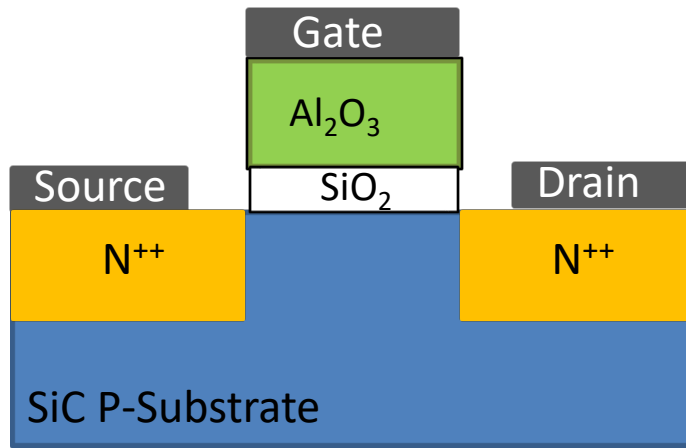 Gate
Al₂O₃
Source
SiO₂
Drain
N⁺⁺
N⁺⁺
SiC P-Substrate